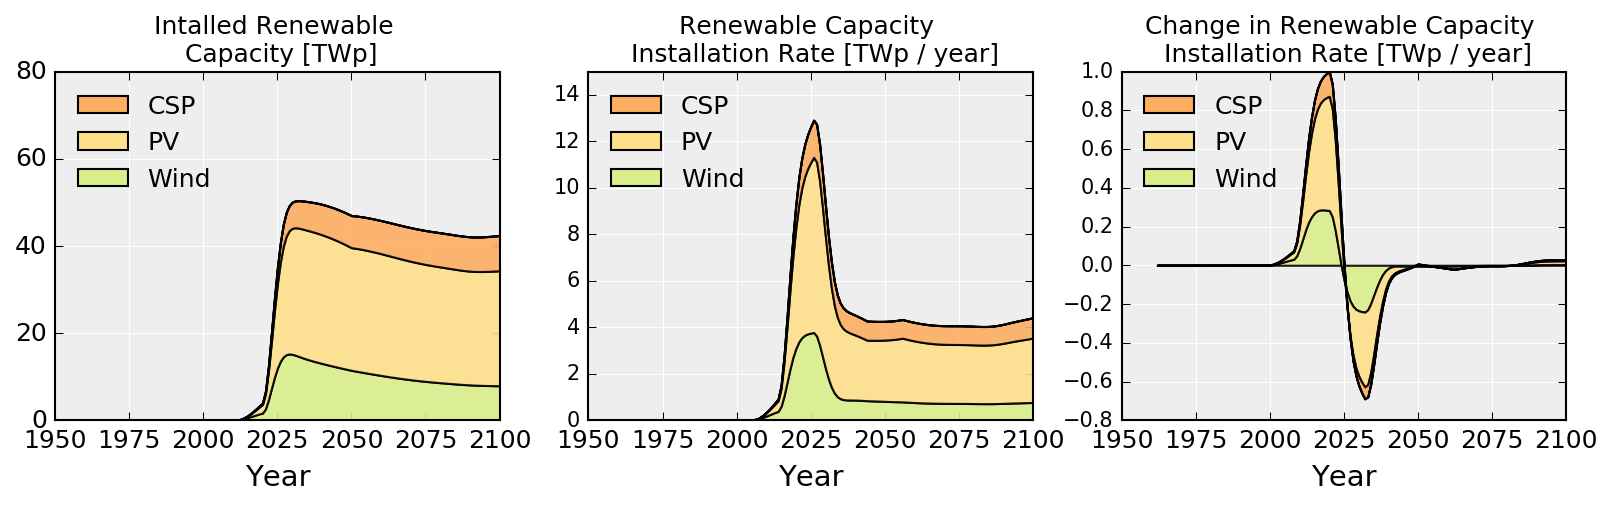 Intalled Renewable
Capacity [TWp]
80
60
40
20
0
CSP
PV
Wind
1950 1975 2000 2025 2050 2075 2100
Year
Renewable Capacity
Installation Rate [TWp / year]
14
12
10
8
6
4
2
0
CSP
PV
Wind
1950 1975 2000 2025 2050 2075 2100
Year
Change in Renewable Capacity
Installation Rate [TWp / year]
1.0
0.8
0.6
0.4
0.2
0.0
−0.2
−0.4
−0.6
−0.8
CSP
PV
Wind
1950 1975 2000 2025 2050 2075 2100
Year